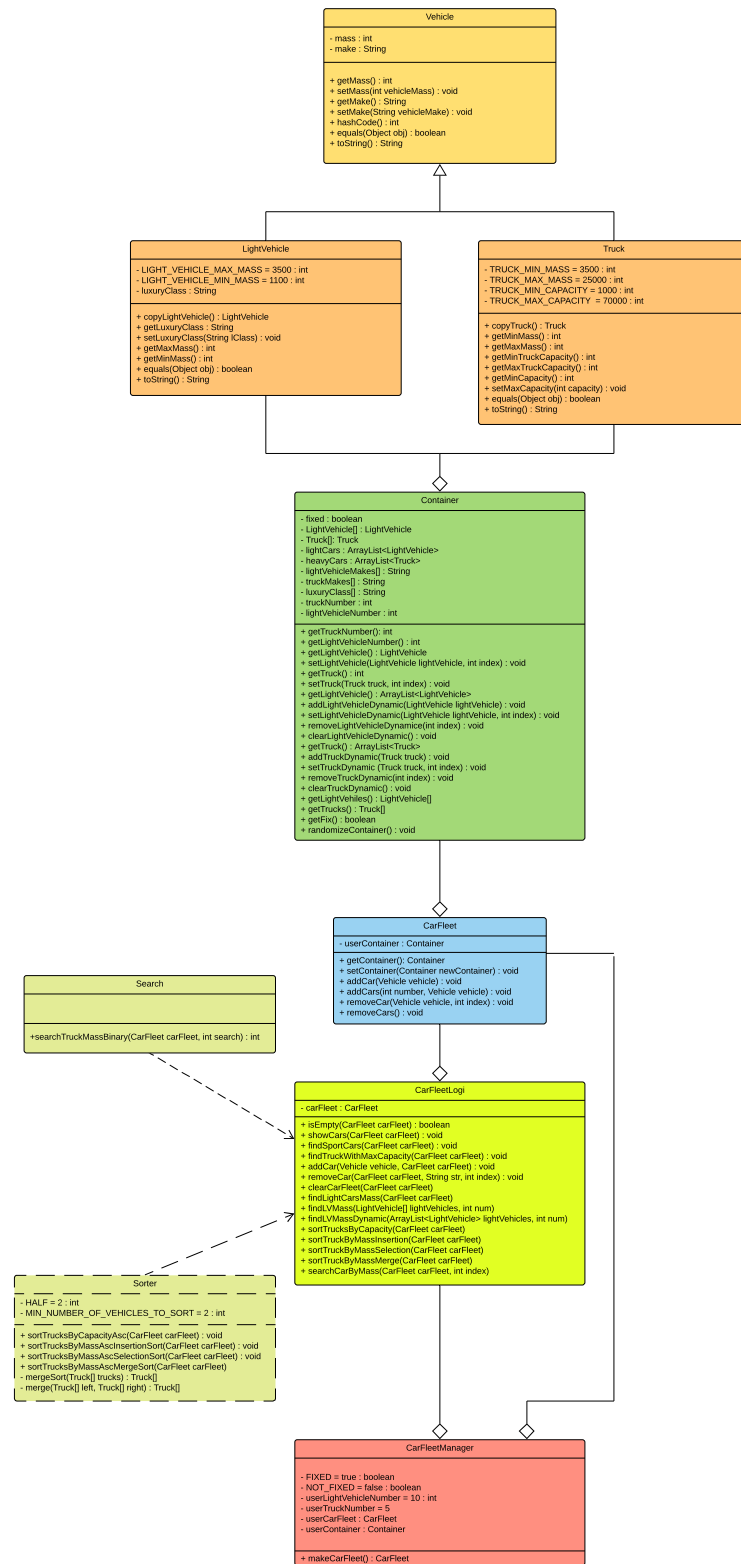 Vehicle
- mass : int
- make : String
+ getMass() : int
+ setMass(int vehicleMass) : void
+ getMake() : String
+ setMake(String vehicleMake) : void
+ hashCode() : int
+ equals(Object obj) : boolean
+ toString() : String
LightVehicle
- LIGHT_VEHICLE_MAX_MASS = 3500 : int
- LIGHT_VEHICLE_MIN_MASS = 1100 : int
- luxuryClass : String
+ copyLightVehicle() : LightVehicle
+ getLuxuryClass : String
+ setLuxuryClass(String lClass) : void
+ getMaxMass() : int
+ getMinMass() : int
+ equals(Object obj) : boolean
+ toString() : String
Truck
- TRUCK_MIN_MASS = 3500 : int
- TRUCK_MAX_MASS = 25000 : int
- TRUCK_MIN_CAPACITY = 1000 : int
- TRUCK_MAX_CAPACITY  = 70000 : int
+ copyTruck() : Truck
+ getMinMass() : int
+ getMaxMass() : int
+ getMinTruckCapacity() : int
+ getMaxTruckCapacity() : int
+ getMinCapacity() : int
+ setMaxCapacity(int capacity) : void
+ equals(Object obj) : boolean
+ toString() : String
Container
- fixed : boolean
- LightVehicle[] : LightVehicle
- Truck[]: Truck
- lightCars : ArrayList<LightVehicle>
- heavyCars : ArrayList<Truck>
- lightVehicleMakes[] : String
- truckMakes[] : String
- luxuryClass[] : String
- truckNumber : int
- lightVehicleNumber : int
+ getTruckNumber(): int
+ getLightVehicleNumber() : int
+ getLightVehicle() : LightVehicle
+ setLightVehicle(LightVehicle lightVehicle, int index) : void
+ getTruck() : int
+ setTruck(Truck truck, int index) : void
+ getLightVehicle() : ArrayList<LightVehicle>
+ addLightVehicleDynamic(LightVehicle lightVehicle) : void
+ setLightVehicleDynamic(LightVehicle lightVehicle, int index) : void
+ removeLightVehicleDynamice(int index) : void
+ clearLightVehicleDynamic() : void
+ getTruck() : ArrayList<Truck>
+ addTruckDynamic(Truck truck) : void
+ setTruckDynamic (Truck truck, int index) : void
+ removeTruckDynamic(int index) : void
+ clearTruckDynamic() : void
+ getLightVehiles() : LightVehicle[]
+ getTrucks() : Truck[]
+ getFix() : boolean
+ randomizeContainer() : void
CarFleet
- userContainer : Container
+ getContainer(): Container
+ setContainer(Container newContainer) : void
+ addCar(Vehicle vehicle) : void
+ addCars(int number, Vehicle vehicle) : void
+ removeCar(Vehicle vehicle, int index) : void
+ removeCars() : void
Search
+searchTruckMassBinary(CarFleet carFleet, int search) : int
CarFleetLogi
- carFleet : CarFleet
+ isEmpty(CarFleet carFleet) : boolean
+ showCars(CarFleet carFleet) : void
+ findSportCars(CarFleet carFleet) : void
+ findTruckWithMaxCapacity(CarFleet carFleet) : void
+ addCar(Vehicle vehicle, CarFleet carFleet) : void
+ removeCar(CarFleet carFleet, String str, int index) : void
+ clearCarFleet(CarFleet carFleet)
+ findLightCarsMass(CarFleet carFleet)
+ findLVMass(LightVehicle[] lightVehicles, int num)
+ findLVMassDynamic(ArrayList<LightVehicle> lightVehicles, int num)
+ sortTrucksByCapacity(CarFleet carFleet)
+ sortTruckByMassInsertion(CarFleet carFleet)
+ sortTruckByMassSelection(CarFleet carFleet)
+ sortTruckByMassMerge(CarFleet carFleet)
+ searchCarByMass(CarFleet carFleet, int index)
Sorter
- HALF = 2 : int
- MIN_NUMBER_OF_VEHICLES_TO_SORT = 2 : int
+ sortTrucksByCapacityAsc(CarFleet carFleet) : void
+ sortTrucksByMassAscInsertionSort(CarFleet carFleet) : void
+ sortTrucksByMassAscSelectionSort(CarFleet carFleet) : void
+ sortTrucksByMassAscMergeSort(CarFleet carFleet)
- mergeSort(Truck[] trucks) : Truck[]
- merge(Truck[] left, Truck[] right) : Truck[]
CarFleetManager
- FIXED = true : boolean
- NOT_FIXED = false : boolean
- userLightVehicleNumber = 10 : int
- userTruckNumber = 5
- userCarFleet : CarFleet
- userContainer : Container
+ makeCarFleet() : CarFleet